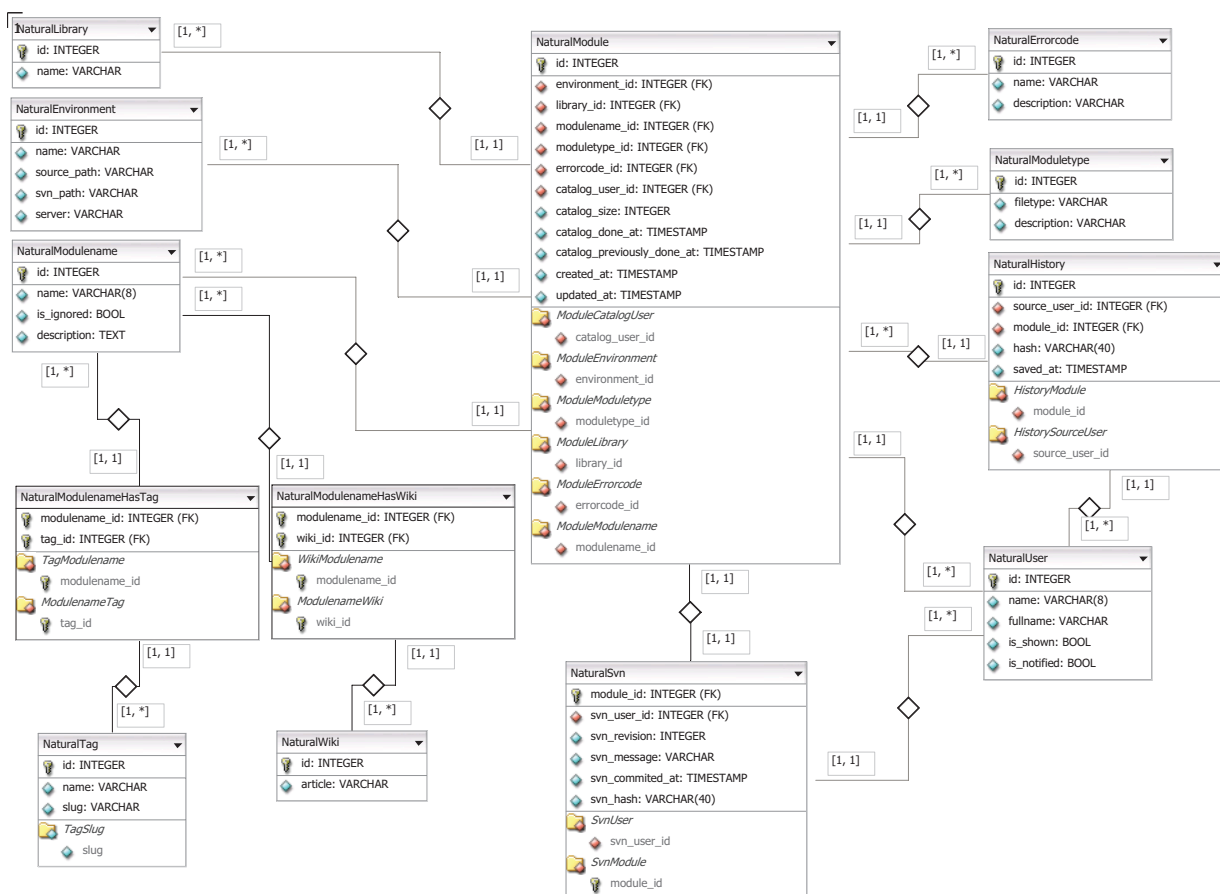 1
NaturalLibrary
id: INTEGER
name: VARCHAR
[1, *]
[1, 1]
NaturalEnvironment
id: INTEGER
name: VARCHAR
source_path: VARCHAR
svn_path: VARCHAR
server: VARCHAR
[1, *]
[1, 1]
NaturalModulename
id: INTEGER
name: VARCHAR(8)
is_ignored: BOOL
description: TEXT
[1, *]
[1, *]
[1, *]
[1, 1]
[1, 1]
[1, 1]
NaturalModule
id: INTEGER
environment_id: INTEGER (FK)
library_id: INTEGER (FK)
modulename_id: INTEGER (FK)
moduletype_id: INTEGER (FK)
errorcode_id: INTEGER (FK)
catalog_user_id: INTEGER (FK)
catalog_size: INTEGER
catalog_done_at: TIMESTAMP
catalog_previously_done_at: TIMESTAMP
created_at: TIMESTAMP
updated_at: TIMESTAMP
ModuleCatalogUser
catalog_user_id
ModuleEnvironment
environment_id
ModuleModuletype
moduletype_id
ModuleLibrary
library_id
ModuleErrorcode
errorcode_id
ModuleModulename
modulename_id
[1, *]
[1, 1]
NaturalErrorcode
id: INTEGER
name: VARCHAR
description: VARCHAR
[1, *]
[1, 1]
NaturalModuletype
id: INTEGER
filetype: VARCHAR
description: VARCHAR
[1, *]
[1, 1]
NaturalHistory
id: INTEGER
source_user_id: INTEGER (FK)
module_id: INTEGER (FK)
hash: VARCHAR(40)
saved_at: TIMESTAMP
HistoryModule
module_id
HistorySourceUser
source_user_id
[1, 1]
[1, 1]
[1, *]
[1, *]
[1, *]
NaturalUser
id: INTEGER
name: VARCHAR(8)
fullname: VARCHAR
is_shown: BOOL
is_notified: BOOL
NaturalModulenameHasTag
modulename_id: INTEGER (FK)
tag_id: INTEGER (FK)
TagModulename
modulename_id
ModulenameTag
tag_id
[1, 1]
[1, *]
NaturalModulenameHasWiki
modulename_id: INTEGER (FK)
wiki_id: INTEGER (FK)
WikiModulename
modulename_id
ModulenameWiki
wiki_id
[1, 1]
[1, *]
[1, 1]
[1, 1]
NaturalTag
id: INTEGER
name: VARCHAR
slug: VARCHAR
TagSlug
slug
NaturalWiki
id: INTEGER
article: VARCHAR
NaturalSvn
module_id: INTEGER (FK)
svn_user_id: INTEGER (FK)
svn_revision: INTEGER
svn_message: VARCHAR
svn_commited_at: TIMESTAMP
svn_hash: VARCHAR(40)
SvnUser
svn_user_id
SvnModule
module_id
[1, 1]